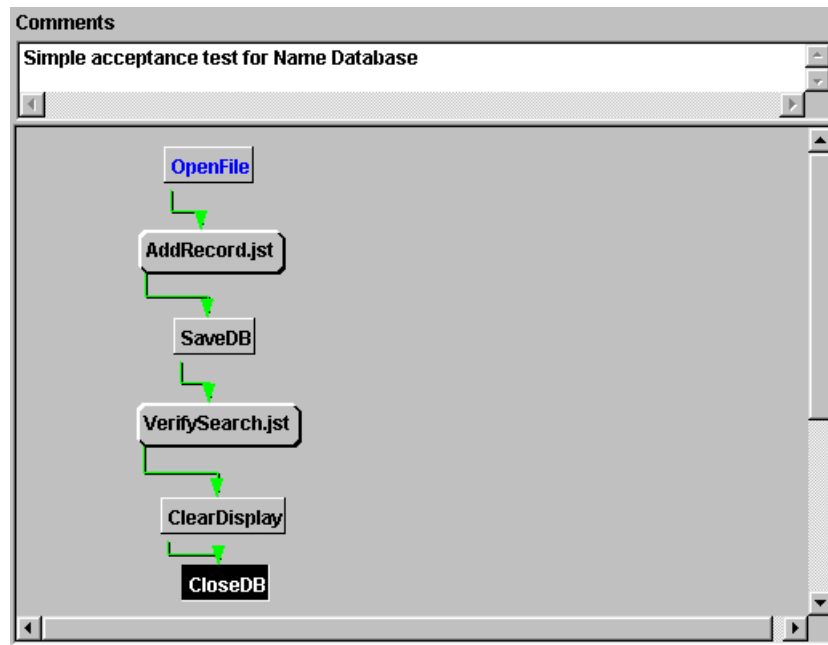 Comments
Simple acceptance test for Name Database
OpenFile
AddRecord.jst
SaveDB
VerifySearch.jst
ClearDisplay
CloseDB